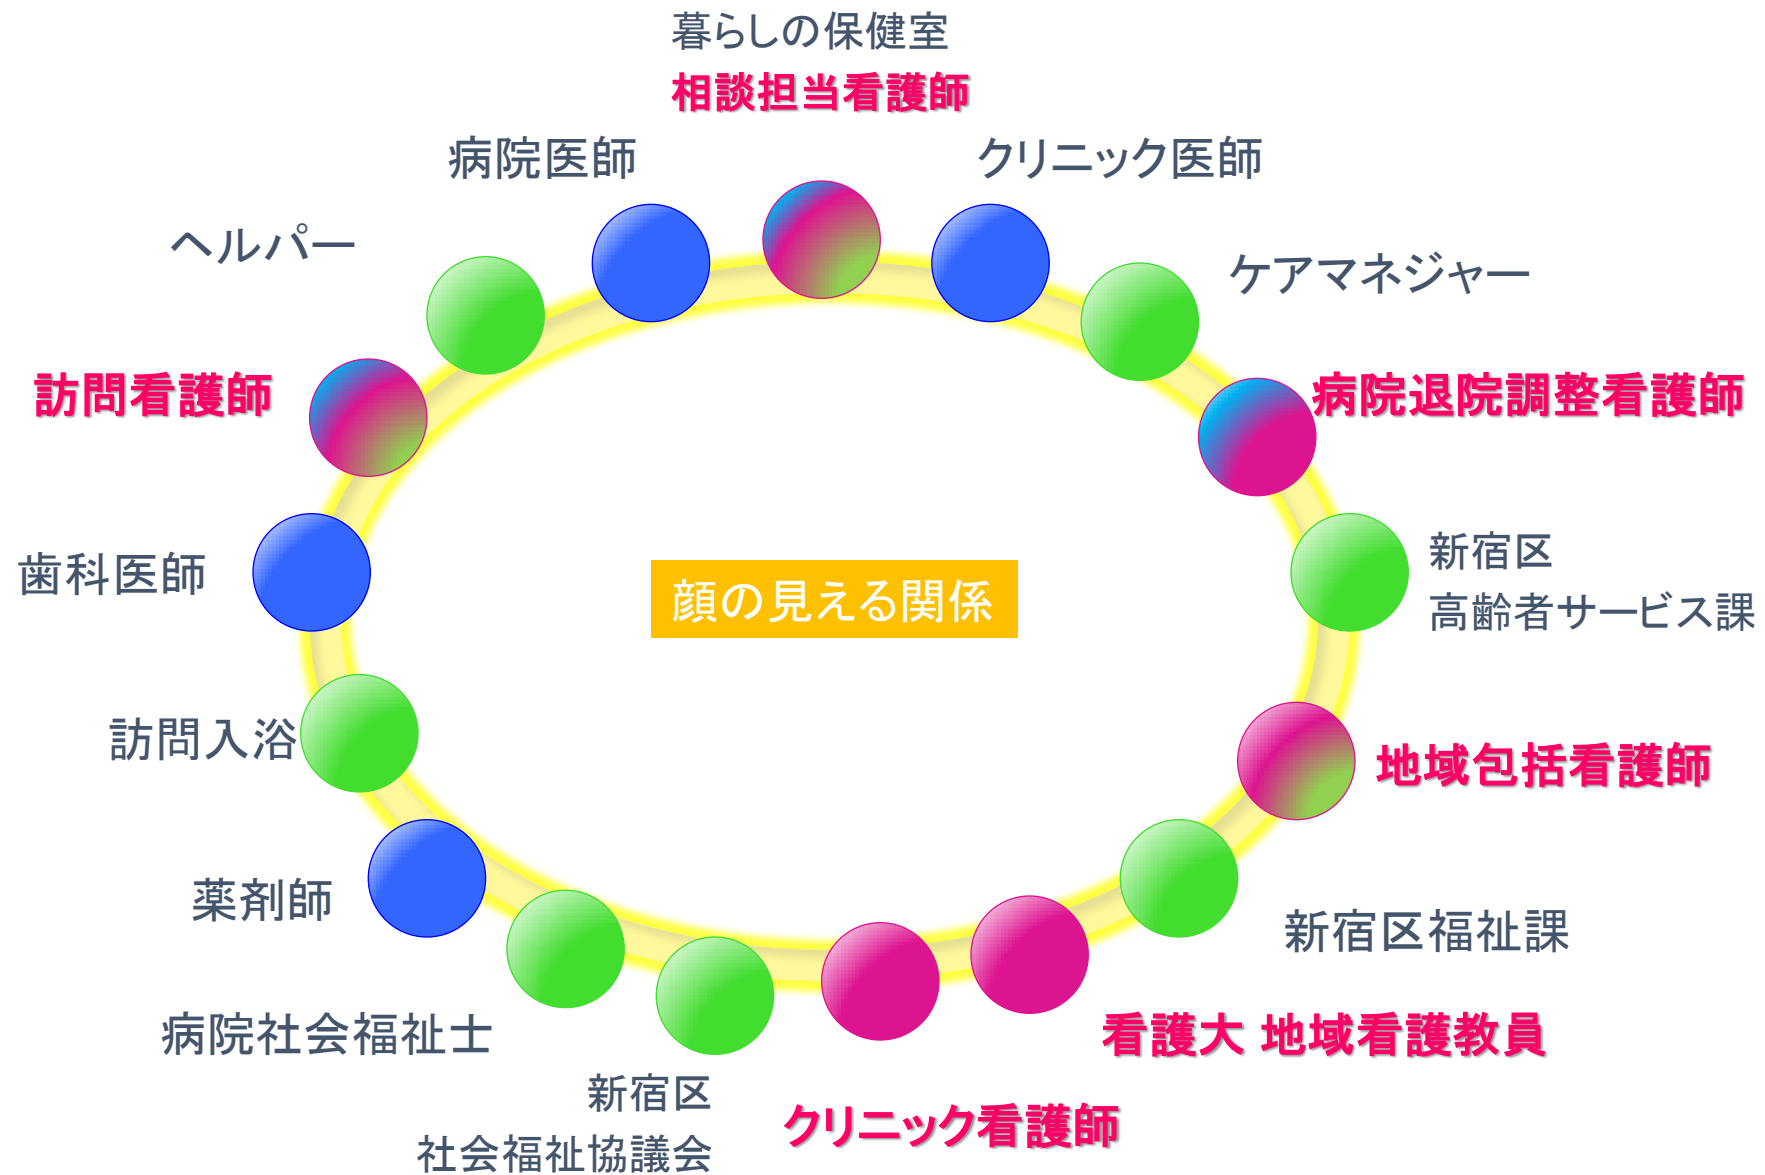 暮らしの保健室
相談担当看護師
病院医師
クリニック医師
ヘルパー
ケアマネジャー
訪問看護師
病院退院調整看護師
歯科医師
顔の見える関係
新宿区
高齢者サービス課
訪問入浴
地域包括看護師
薬剤師
新宿区福祉課
病院社会福祉士
看護大 地域看護教員
新宿区
社会福祉協議会
クリニック看護師